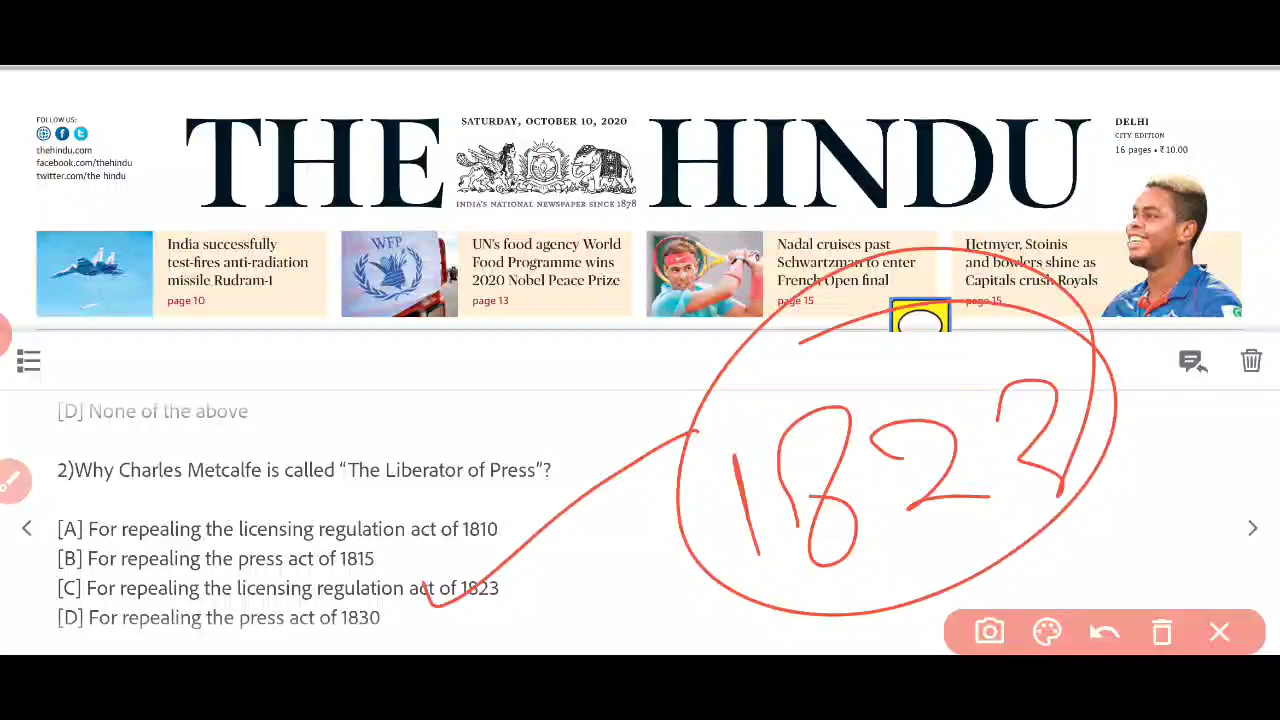 FOLLOW US:
thehindu.com
facebook.com/thehindu
twitter.com/the hindu
THE HINDU
SATURDAY, OCTOBER 10, 2020
INDIA'S NATIONAL NEWSPAPER SINCE 1878
DELHI
CITY EDITION
16 pages • ₹10.00
India successfully
test-fires anti-radiation
missile Rudram-I
page 10
WFP
UN's food agency World
Food Programme wins
2020 Nobel Peace Prize
page 13
Nadal cruises past
Schwartzman to enter
French Open final
page 15
Hetmyer, Stoinis
and bowlers shine as
Capitals crush Royals
page 15
[D] None of the above
2)Why Charles Metcalfe is called “The Liberator of Press”?
[A] For repealing the licensing regulation act of 1810
[B] For repealing the press act of 1815
[C] For repealing the licensing regulation act of 1823
[D] For repealing the press act of 1830
1823